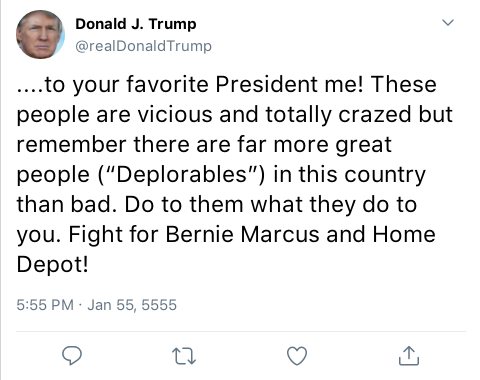 Donald J. Trump
@realDonaldTrump
....to your favorite President me! These
people are vicious and totally crazed but
remember there are far more great
people (“Deplorables”) in this country
than bad. Do to them what they do to
you. Fight for Bernie Marcus and Home
Depot!
5:55 PM · Jan 55, 5555